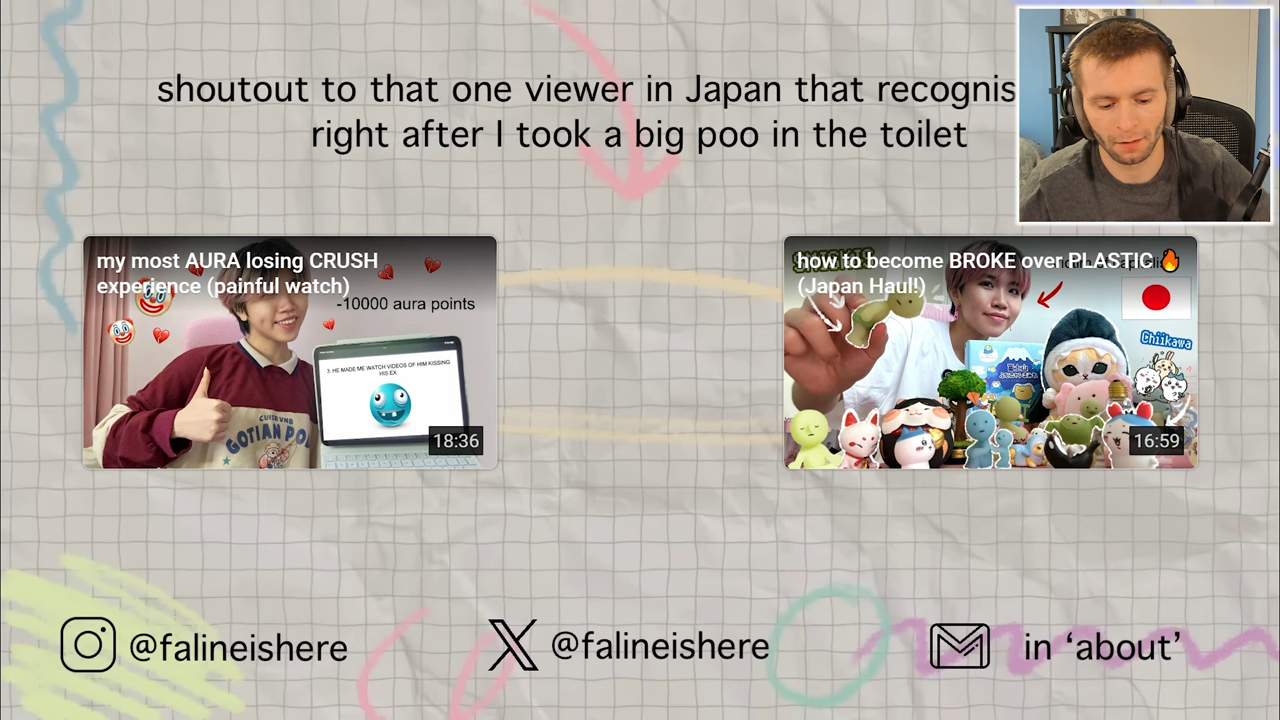 shoutout to that one viewer in Japan that recognis
right after I took a big poo in the toilet
my most AURA losing CRUSH
experience (painful watch)
-10000 aura points
3. HE MADE ME WATCH VIDEOS OF HIM KISSING
HIS EX
GOTIAN POL
18:36
how to become BROKE over PLASTIC🔥
(Japan Haul!)
Chiikawa
16:59
@falineishere
@falineishere
in ‘about’